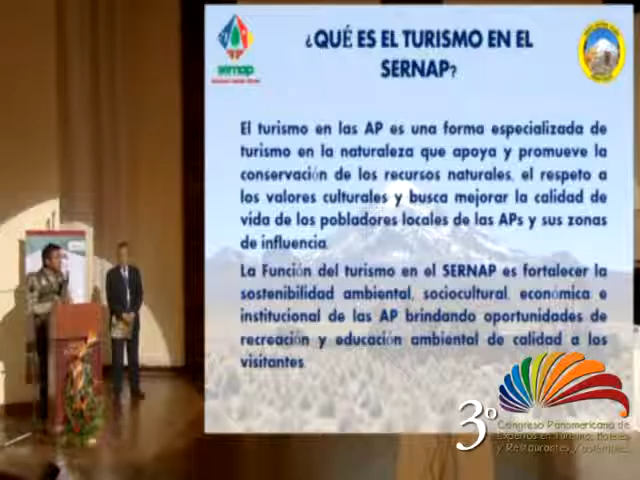 ¿QUÉ ES EL TURISMO EN EL
SERNAP?
sernap
El turismo en las AP es una forma especializada de
turismo en la naturaleza que apoya y promueve la
conservación de los recursos naturales, el respeto a
los valores culturales y busca mejorar la calidad de
vida de los pobladores locales de las APs y sus zonas
de influencia.
La Función del turismo en el SERNAP es fortalecer la
sostenibilidad ambiental, sociocultural, económica e
institucional de las AP brindando oportunidades de
recreación y educación ambiental de calidad a los
visitantes
3º
Congreso Panamericano de
Expertos en Turismo, Hoteles
y Restaurantes Sostenibles